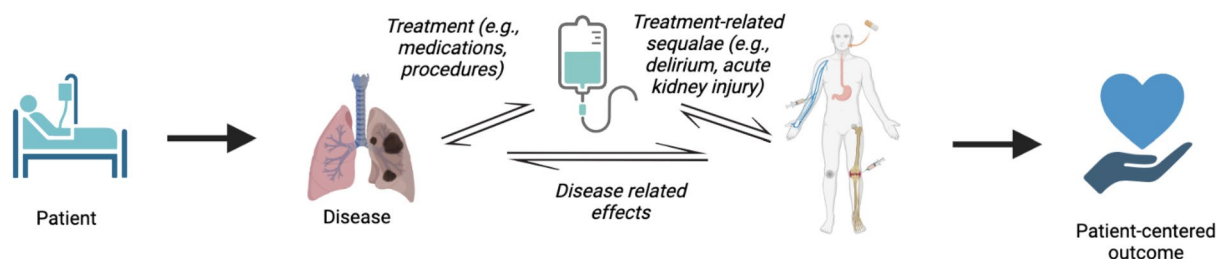 Treatment (e.g.,
medications,
procedures)
Treatment-related
sequalae (e.g.,
delirium, acute
kidney injury)
Patient
Disease
Disease related
effects
Patient-centered
outcome